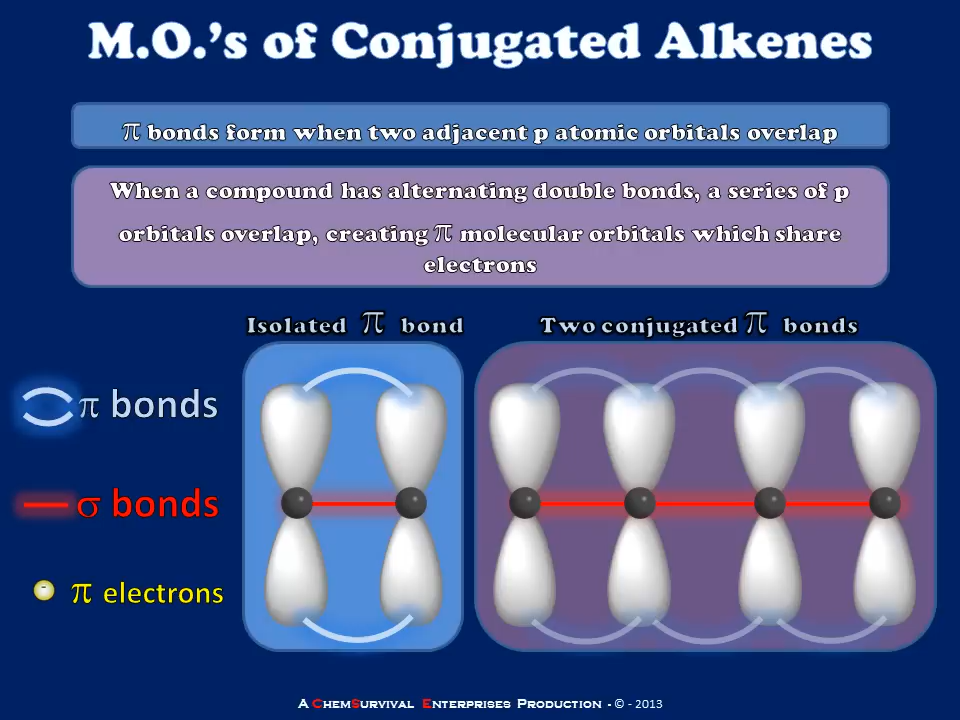 M.O.’s of Conjugated Alkenes
π bonds form when two adjacent p atomic orbitals overlap
When a compound has alternating double bonds, a series of p
orbitals overlap, creating π molecular orbitals which share
electrons
Isolated π bond
Two conjugated π bonds
π bonds
σ bonds
- π electrons
A ChemSurvival Enterprises Production - © - 2013